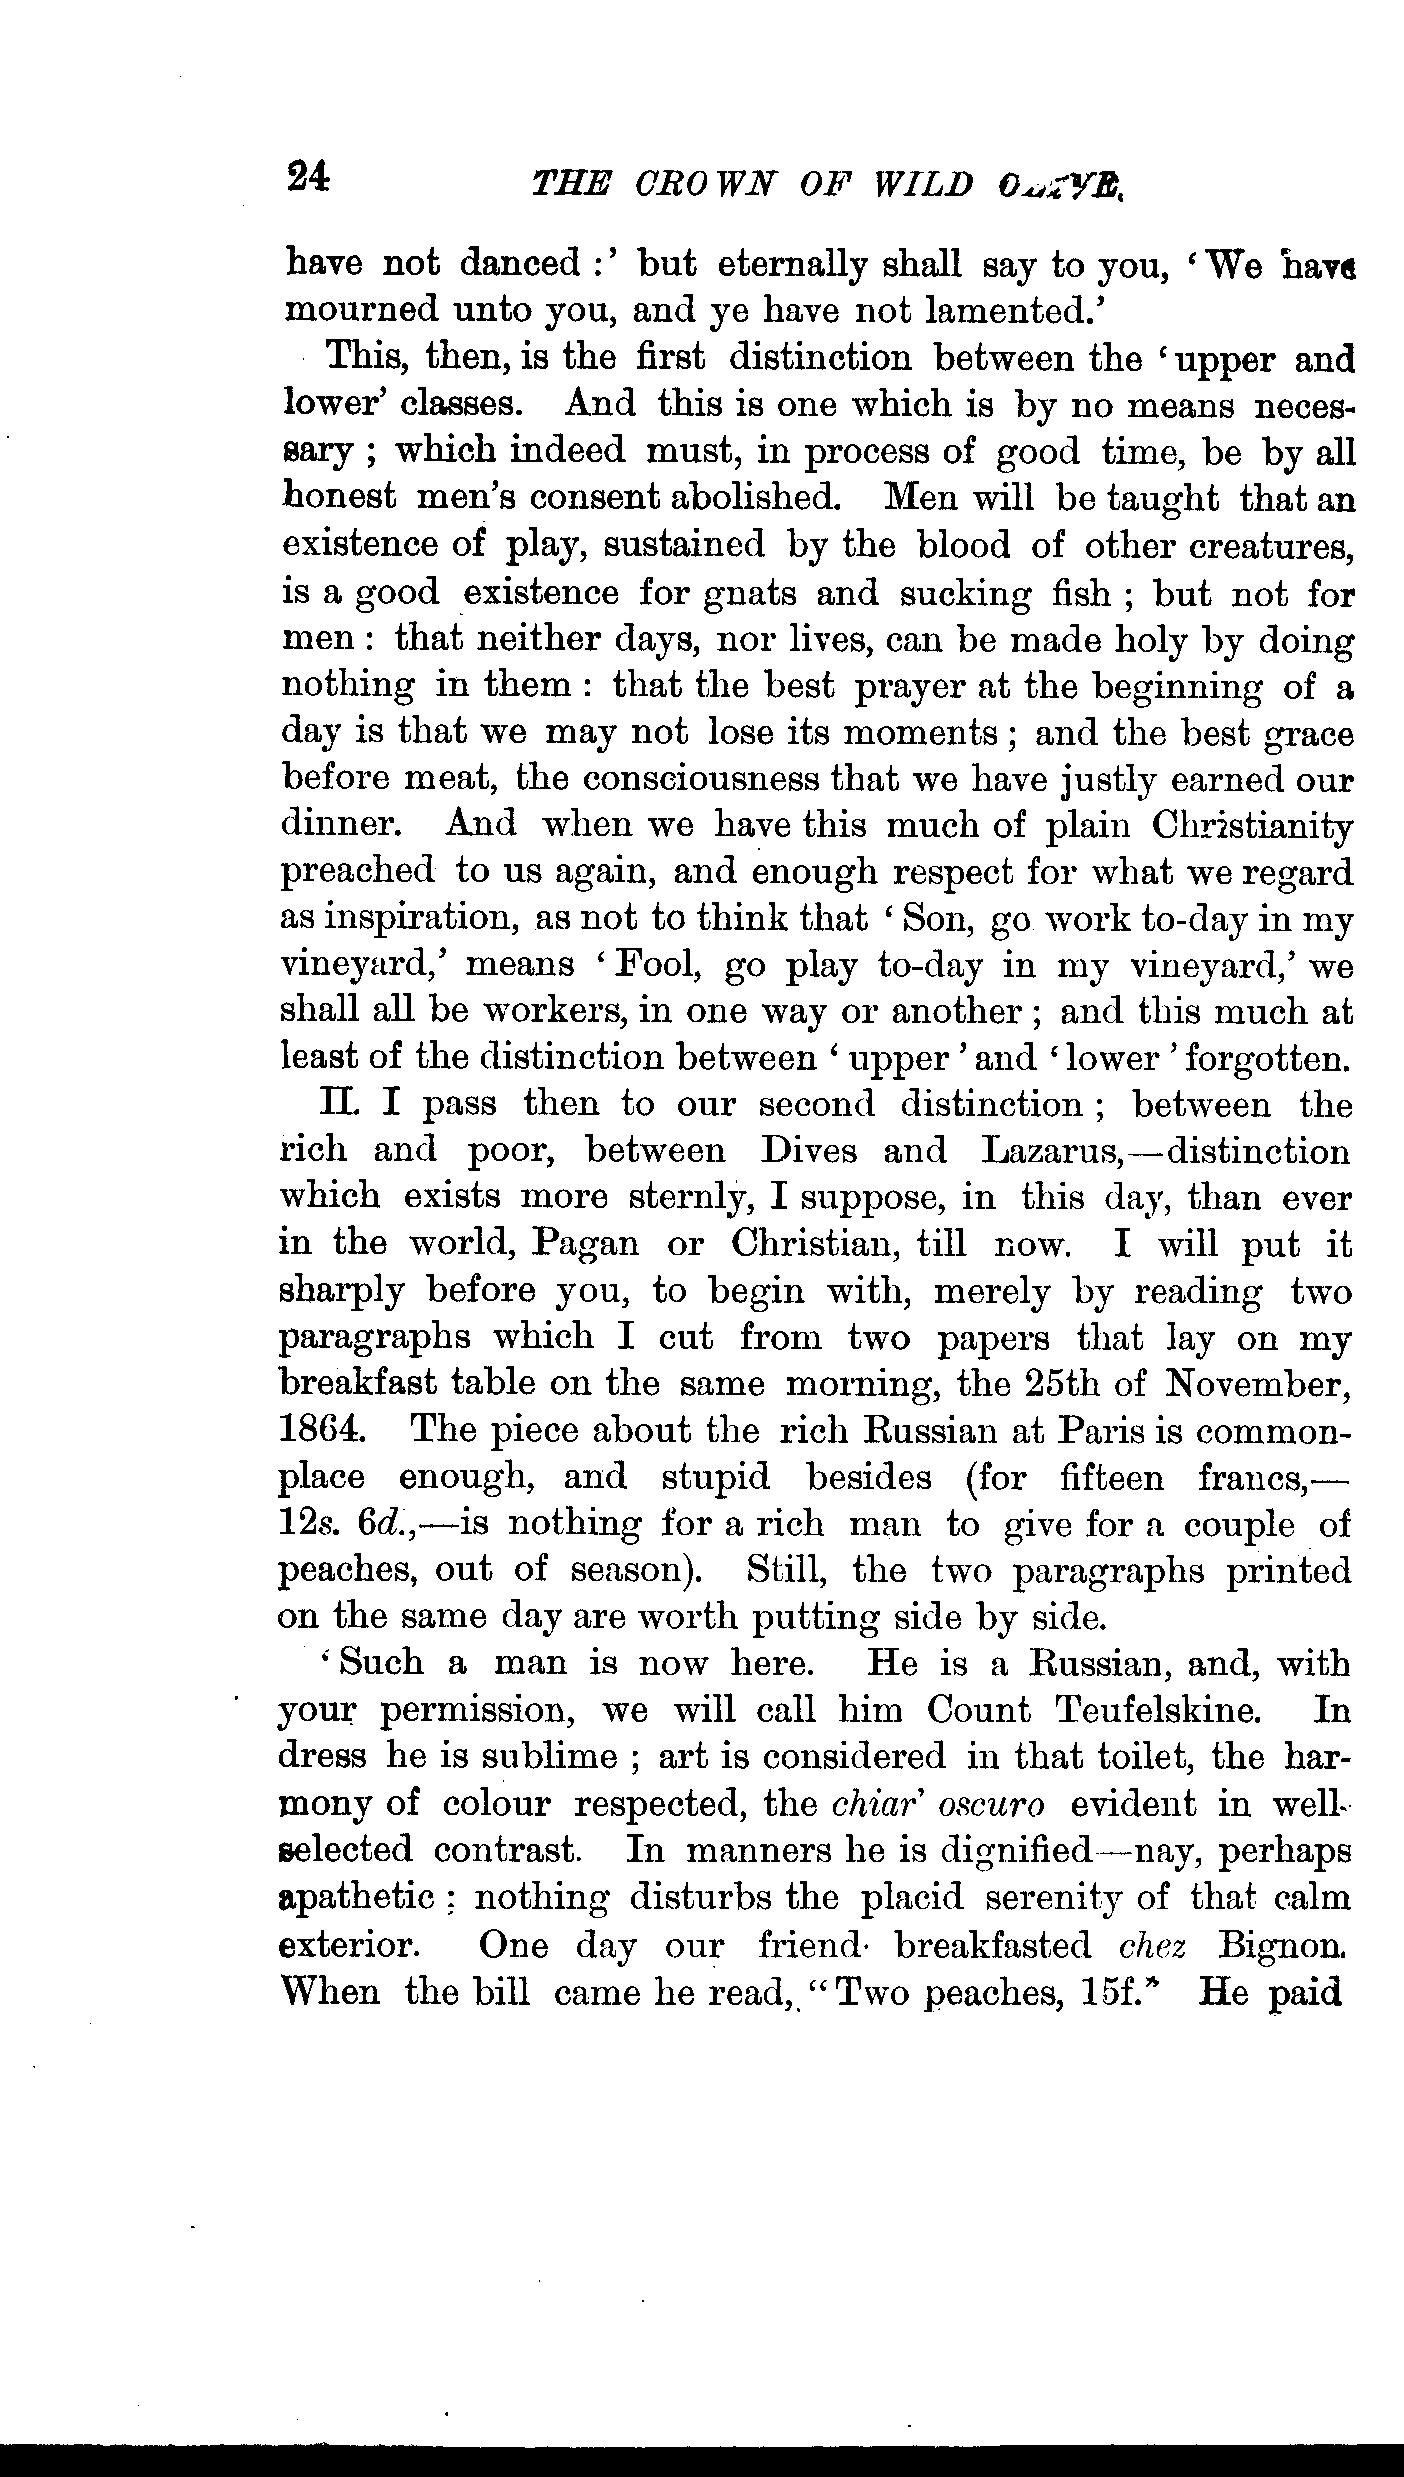 24 THE CROWN OF WILD OLIVE.
have not danced :' but eternally shall say to you, ‘ We have
mourned unto you, and ye have not lamented.'
This, then, is the first distinction between the ‘ upper and
lower' classes. And this is one which is by no means neces-
sary ; which indeed must, in process of good time, be by all
honest men's consent abolished. Men will be taught that an
existence of play, sustained by the blood of other creatures,
is a good existence for gnats and sucking fish ; but not for
men : that neither days, nor lives, can be made holy by doing
nothing in them : that the best prayer at the beginning of a
day is that we may not lose its moments ; and the best grace
before meat, the consciousness that we have justly earned our
dinner. And when we have this much of plain Christianity
preached to us again, and enough respect for what we regard
as inspiration, as not to think that ‘ Son, go work to-day in my
vineyard,' means ‘ Fool, go play to-day in my vineyard,' we
shall all be workers, in one way or another ; and this much at
least of the distinction between ‘ upper ' and ‘ lower ' forgotten.
II. I pass then to our second distinction ; between the
rich and poor, between Dives and Lazarus,—distinction
which exists more sternly, I suppose, in this day, than ever
in the world, Pagan or Christian, till now. I will put it
sharply before you, to begin with, merely by reading two
paragraphs which I cut from two papers that lay on my
breakfast table on the same morning, the 25th of November,
1864. The piece about the rich Russian at Paris is common-
place enough, and stupid besides (for fifteen francs,—
12s. 6d.,—is nothing for a rich man to give for a couple of
peaches, out of season). Still, the two paragraphs printed
on the same day are worth putting side by side.
‘ Such a man is now here. He is a Russian, and, with
your permission, we will call him Count Teufelskine. In
dress he is sublime ; art is considered in that toilet, the har-
mony of colour respected, the chiar' oscuro evident in well-
selected contrast. In manners he is dignified—nay, perhaps
apathetic ; nothing disturbs the placid serenity of that calm
exterior. One day our friend breakfasted chez Bignon.
When the bill came he read, “ Two peaches, 15f." He paid